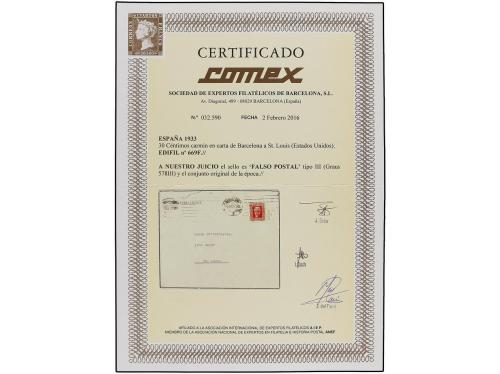 CERTIFICADO
comex
SOCIEDAD DE EXPERTOS FILATÉLICOS DE BARCELONA, S.L.
Av. Diagonal, 489 - 08029 BARCELONA (España)
N.º 032.590 FECHA 2 Febrero 2016
ESPAÑA 1933
30 Céntimos carmín en carta de Barcelona a St. Louis (Estados Unidos).
EDIFIL nº 669F.//
A NUESTRO JUICIO el sello es "FALSO POSTAL" tipo III (Graus
578III) y el conjunto original de la época.//
AFILIADO A LA ASOCIACIÓN INTERNACIONAL DE EXPERTOS FILATÉLICOS A.I.E.P.
MIEMBRO DE LA ASOCIACIÓN NACIONAL DE EXPERTOS EN FILATELIA E HISTORIA POSTAL ANEF